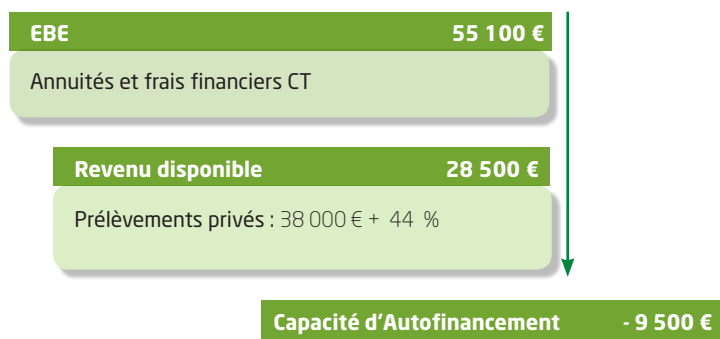 EBE 55 100 €
Annuités et frais financiers CT
Revenu disponible 28 500 €
Prélèvements privés : 38 000 € + 44 %
Capacité d'Autofinancement - 9 500 €